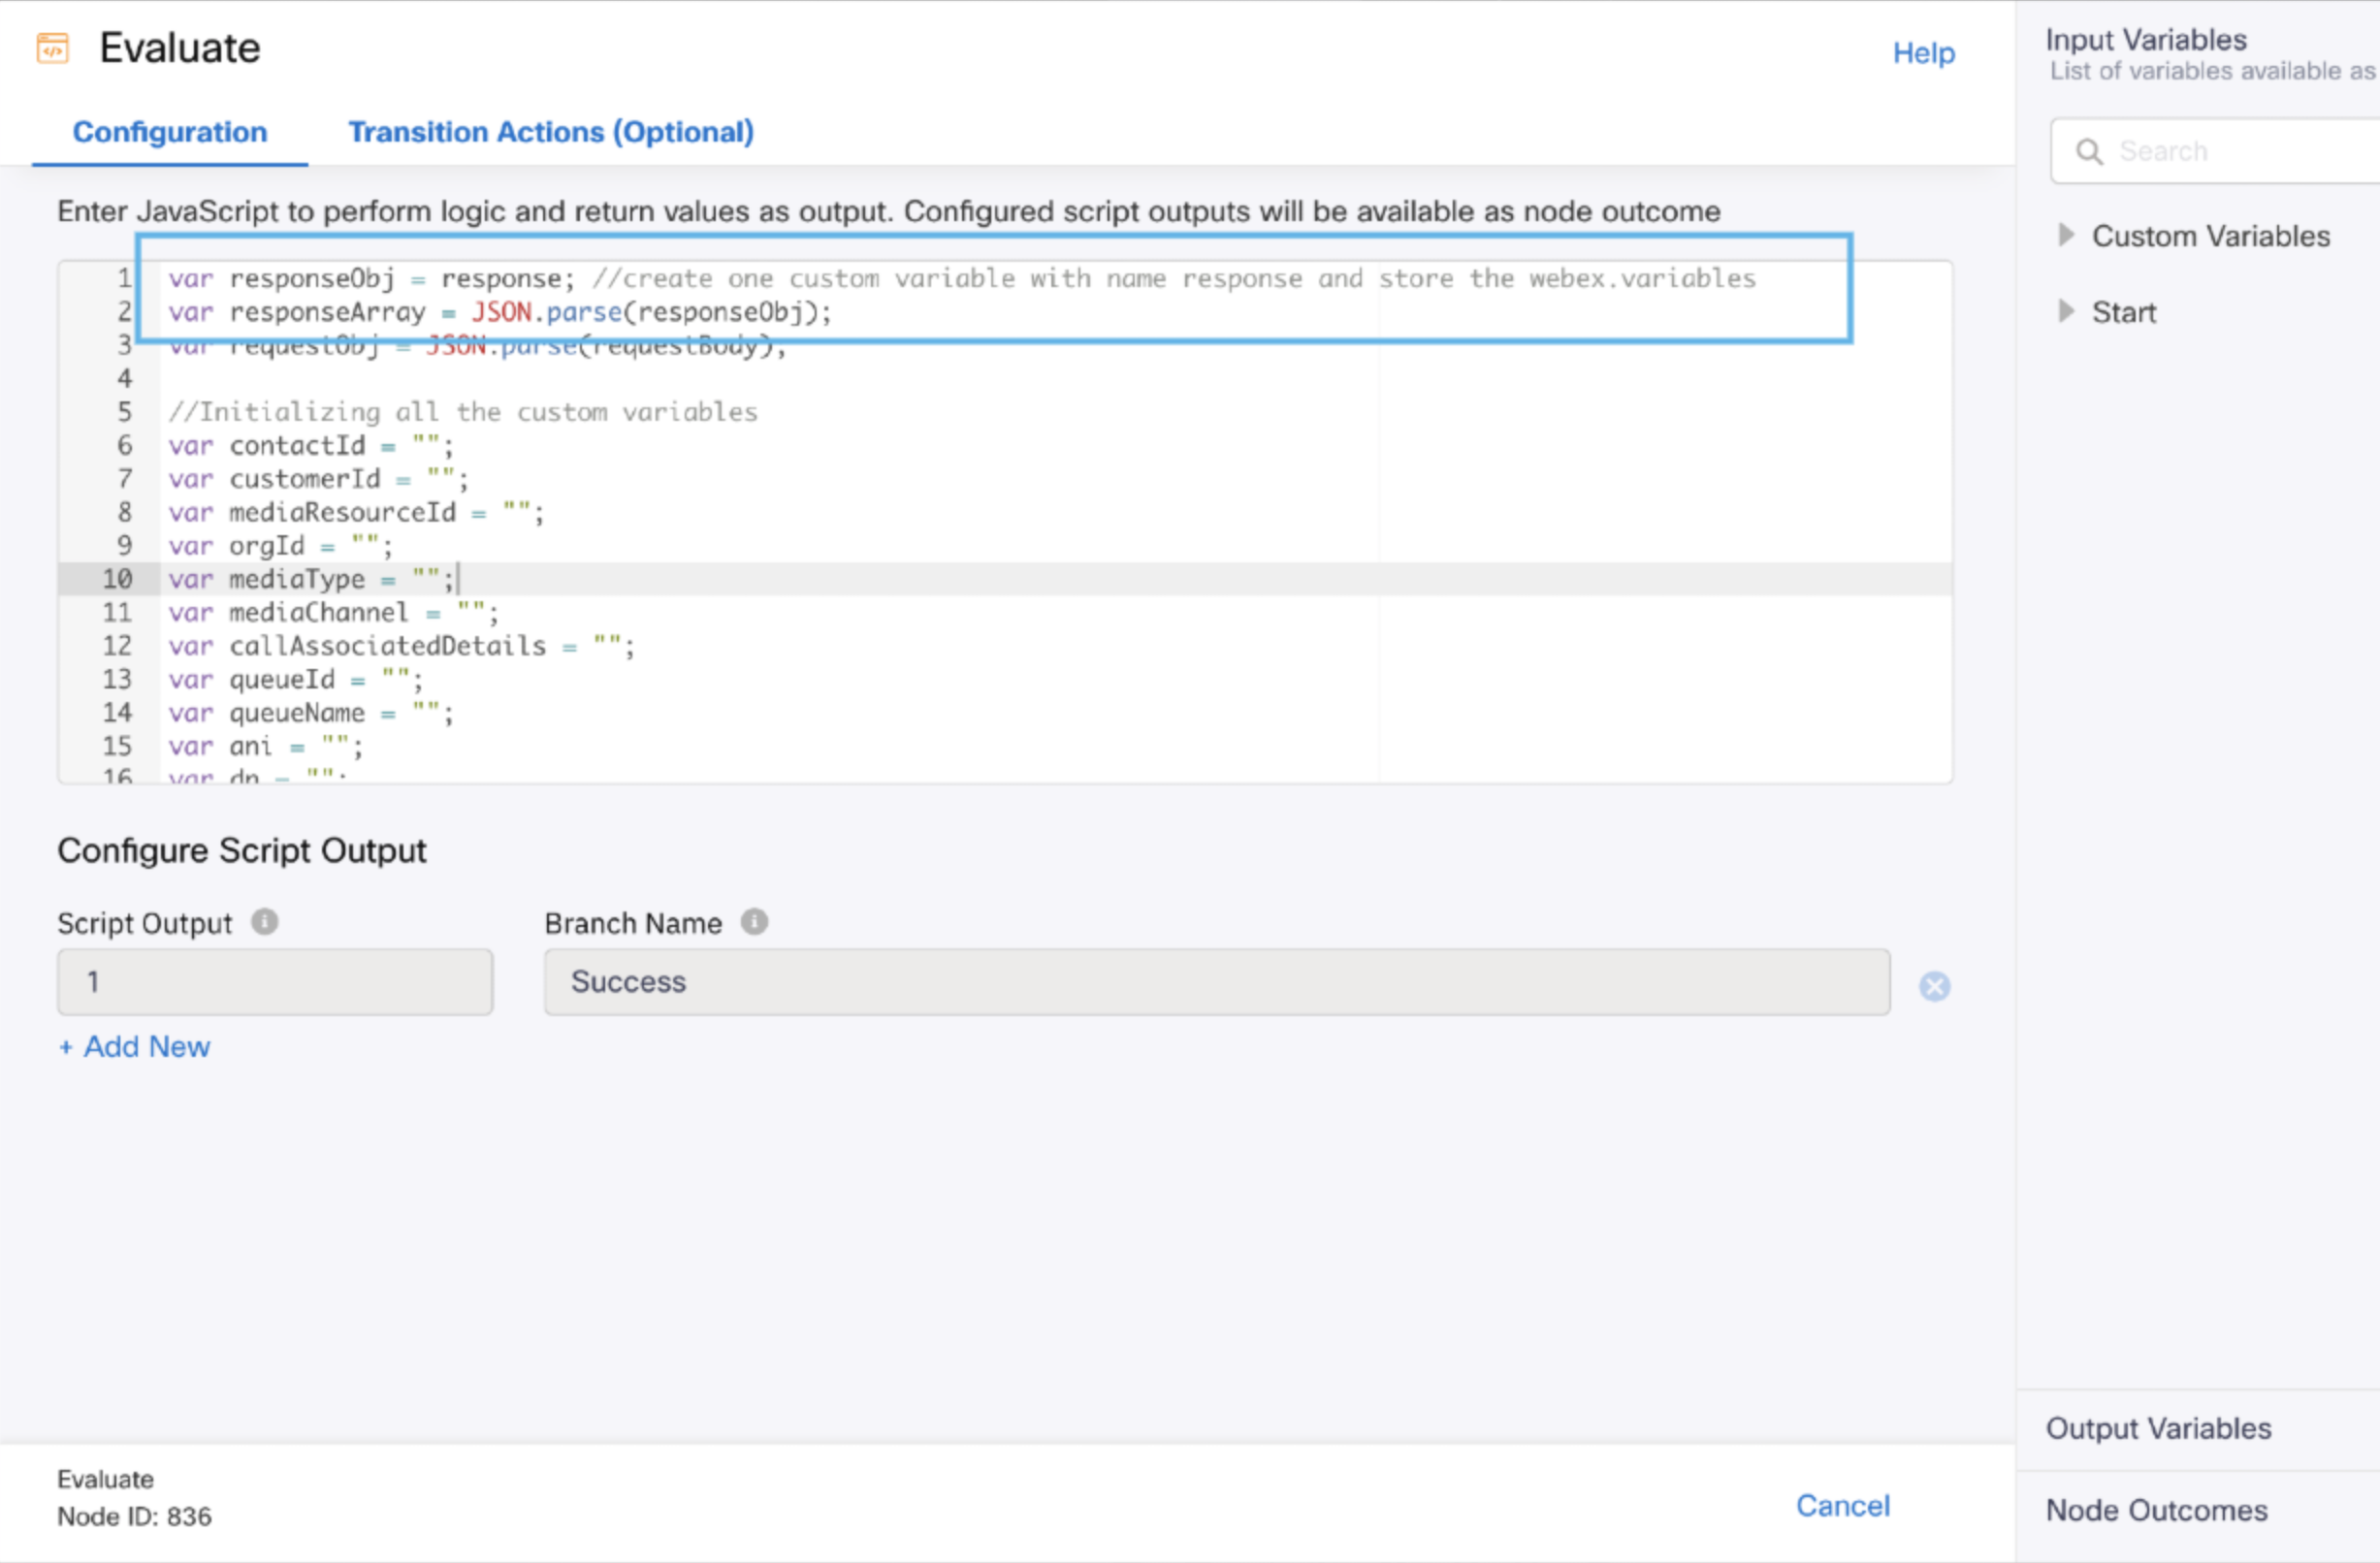 Evaluate
Help
Configuration
Transition Actions (Optional)
Enter JavaScript to perform logic and return values as output. Configured script outputs will be available as node outcome
1 var responseObj = response; //create one custom variable with name response and store the webex.variables
2 var responseArray = JSON.parse(responseObj);
3 var requestObj = JSON.parse(requestBody);
4
5 //Initializing all the custom variables
6 var contactId = "";
7 var customerId = "";
8 var mediaResourceId = "";
9 var orgId = "";
10 var mediaType = "";
11 var mediaChannel = "";
12 var callAssociatedDetails = "";
13 var queueId = "";
14 var queueName = "";
15 var ani = "";
16 var dn = "";
Configure Script Output
Script Output
Branch Name
1
Success
+ Add New
Evaluate
Node ID: 836
Cancel
Input Variables
List of variables available as
Search
Custom Variables
Start
Output Variables
Node Outcomes